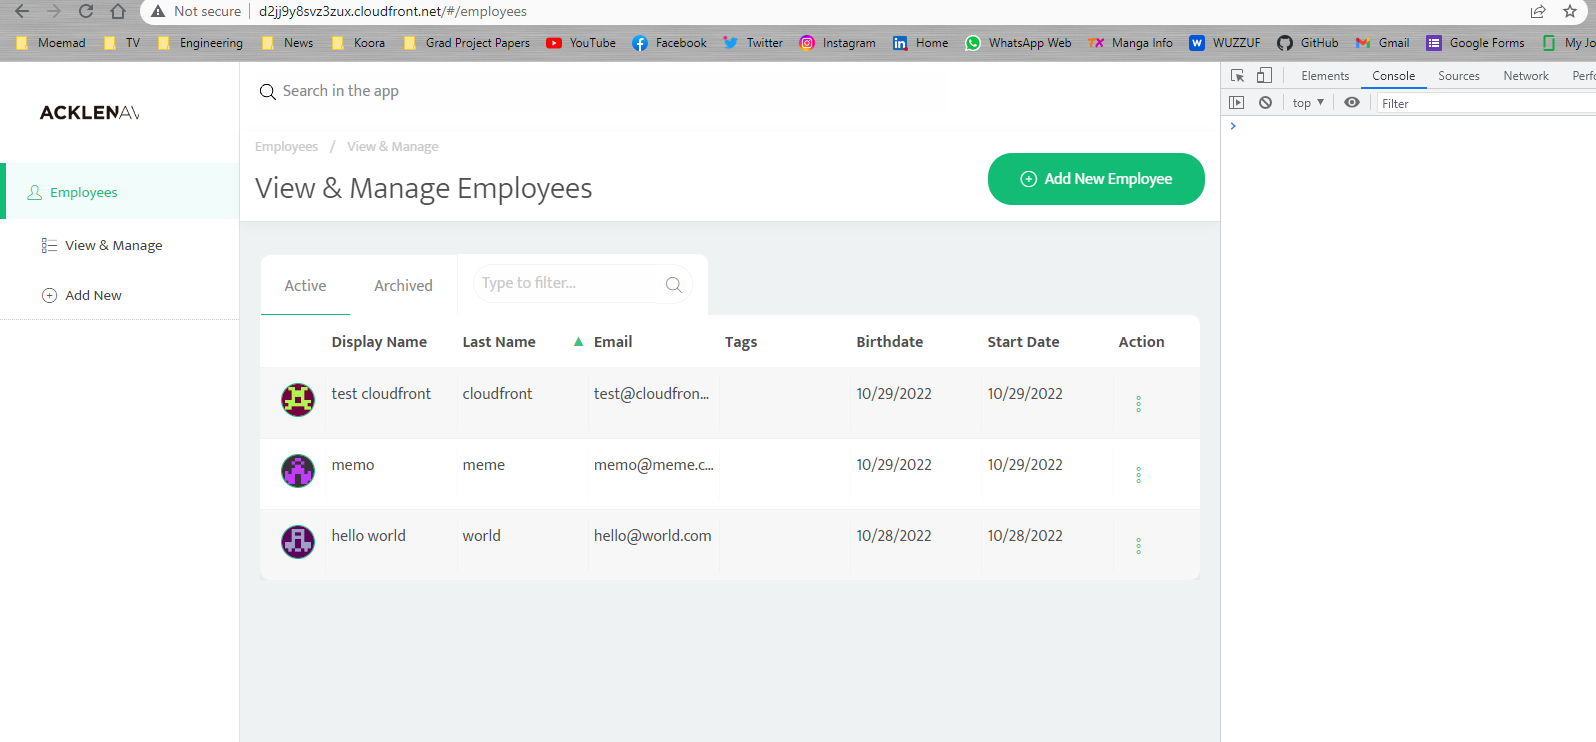 Not secure d2jj9y8svz3zux.cloudfront.net/#/employees
Moemad TV Engineering News Koora Grad Project Papers YouTube Facebook Twitter Instagram Home WhatsApp Web Manga Info WUZZUF GitHub Gmail Google Forms My Jo
ACKLENAV
Employees
View & Manage
Add New
Search in the app
Employees / View & Manage
View & Manage Employees
Add New Employee
Active Archived Type to filter...
Display Name Last Name ▲ Email Tags Birthdate Start Date Action
test cloudfront cloudfront test@cloudfron... 10/29/2022 10/29/2022
memo meme memo@meme.c... 10/29/2022 10/29/2022
hello world world hello@world.com 10/28/2022 10/28/2022
Elements Console Sources Network Perfo
top ▼ Filter